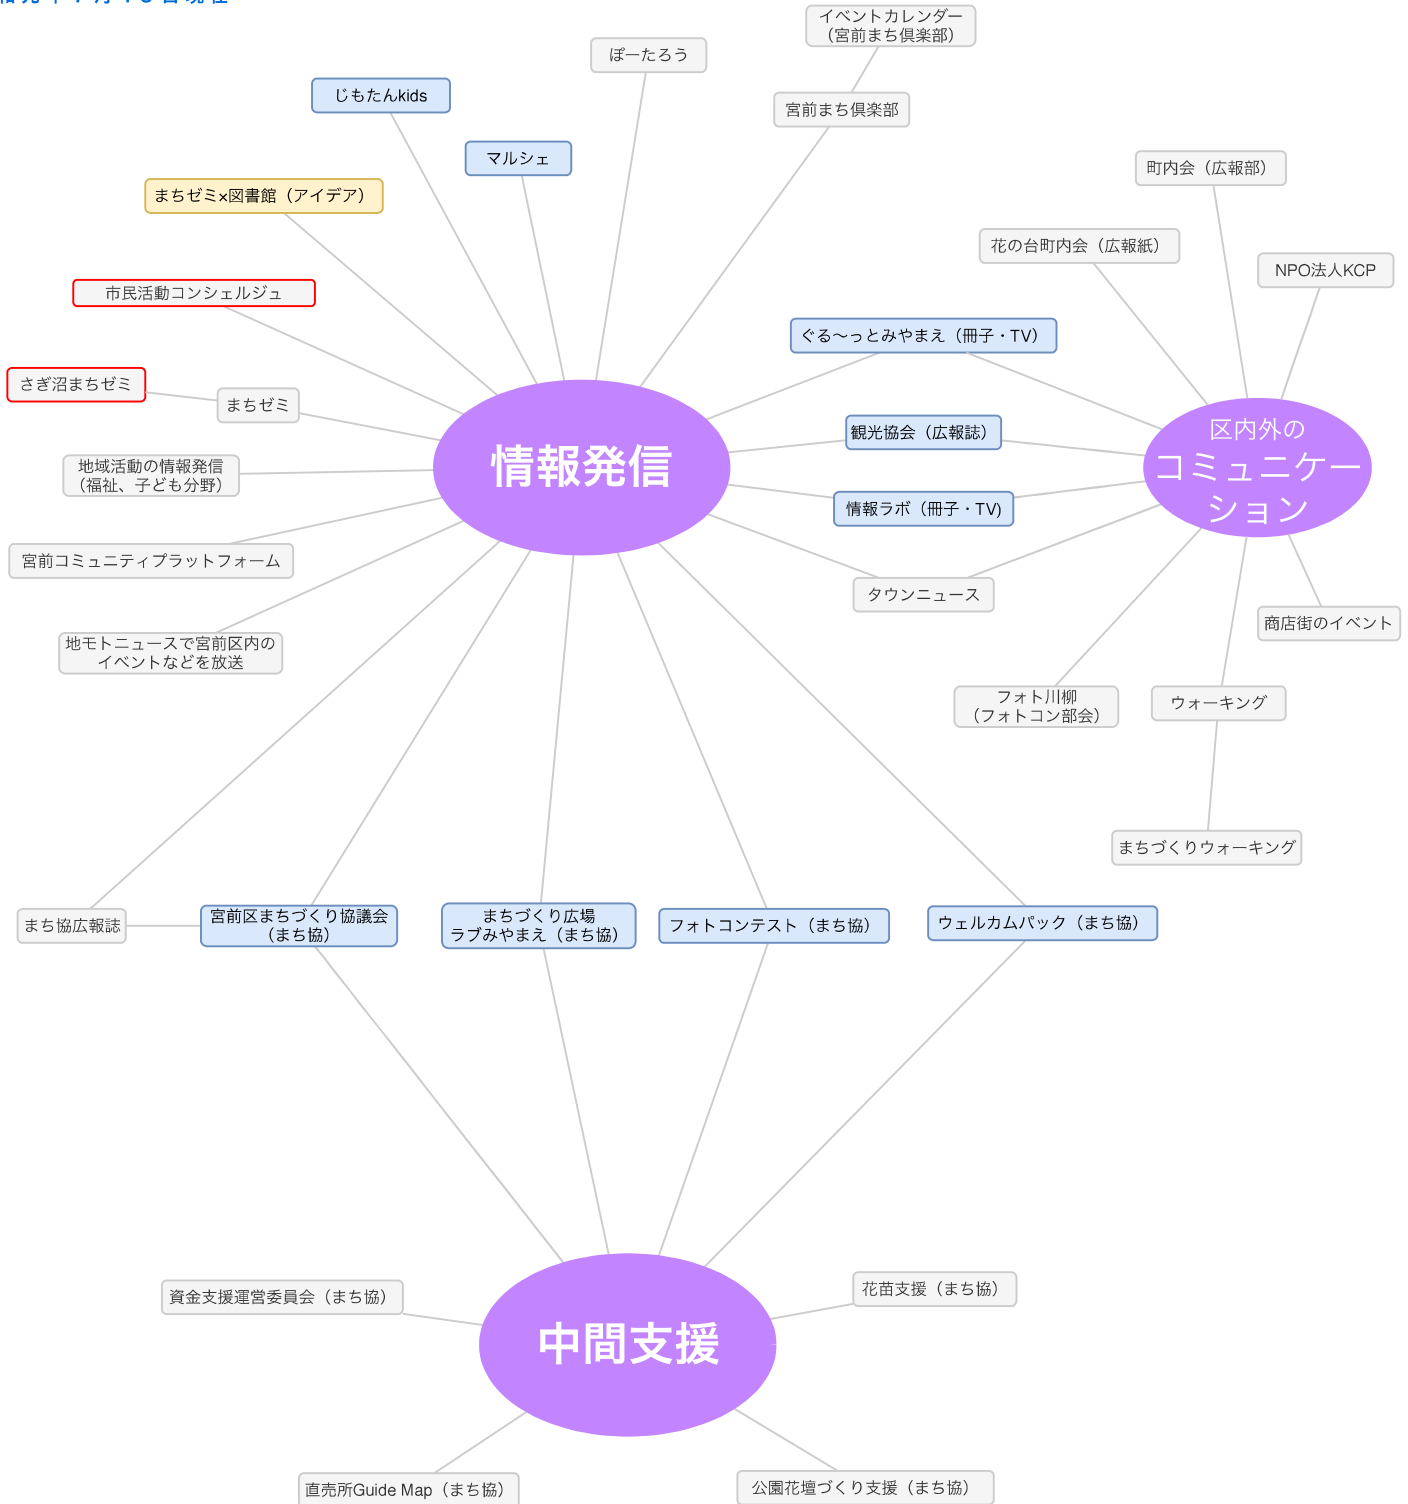 イベントカレンダー
（宮前まち倶楽部）
ぽーたろう
じもたんkids
宮前まち倶楽部
マルシェ
町内会（広報部）
まちゼミ×図書館（アイデア）
花の台町内会（広報紙）
NPO法人KCP
市民活動コンシェルジュ
ぐる〜っとみやまえ（冊子・TV）
さぎ沼まちゼミ
まちゼミ
観光協会（広報誌）
区内外の
コミュニケー
ション
情報発信
地域活動の情報発信
（福祉、子ども分野）
情報ラボ（冊子・TV)
宮前コミュニティプラットフォーム
タウンニュース
商店街のイベント
地モトニュースで宮前区内の
イベントなどを放送
フォト川柳
（フォトコン部会）
ウォーキング
まちづくりウォーキング
まち協広報誌
宮前区まちづくり協議会
（まち協）
まちづくり広場
ラブみやまえ（まち協）
フォトコンテスト（まち協）
ウェルカムパック（まち協）
資金支援運営委員会（まち協）
花苗支援（まち協）
中間支援
直売所Guide Map（まち協）
公園花壇づくり支援（まち協）